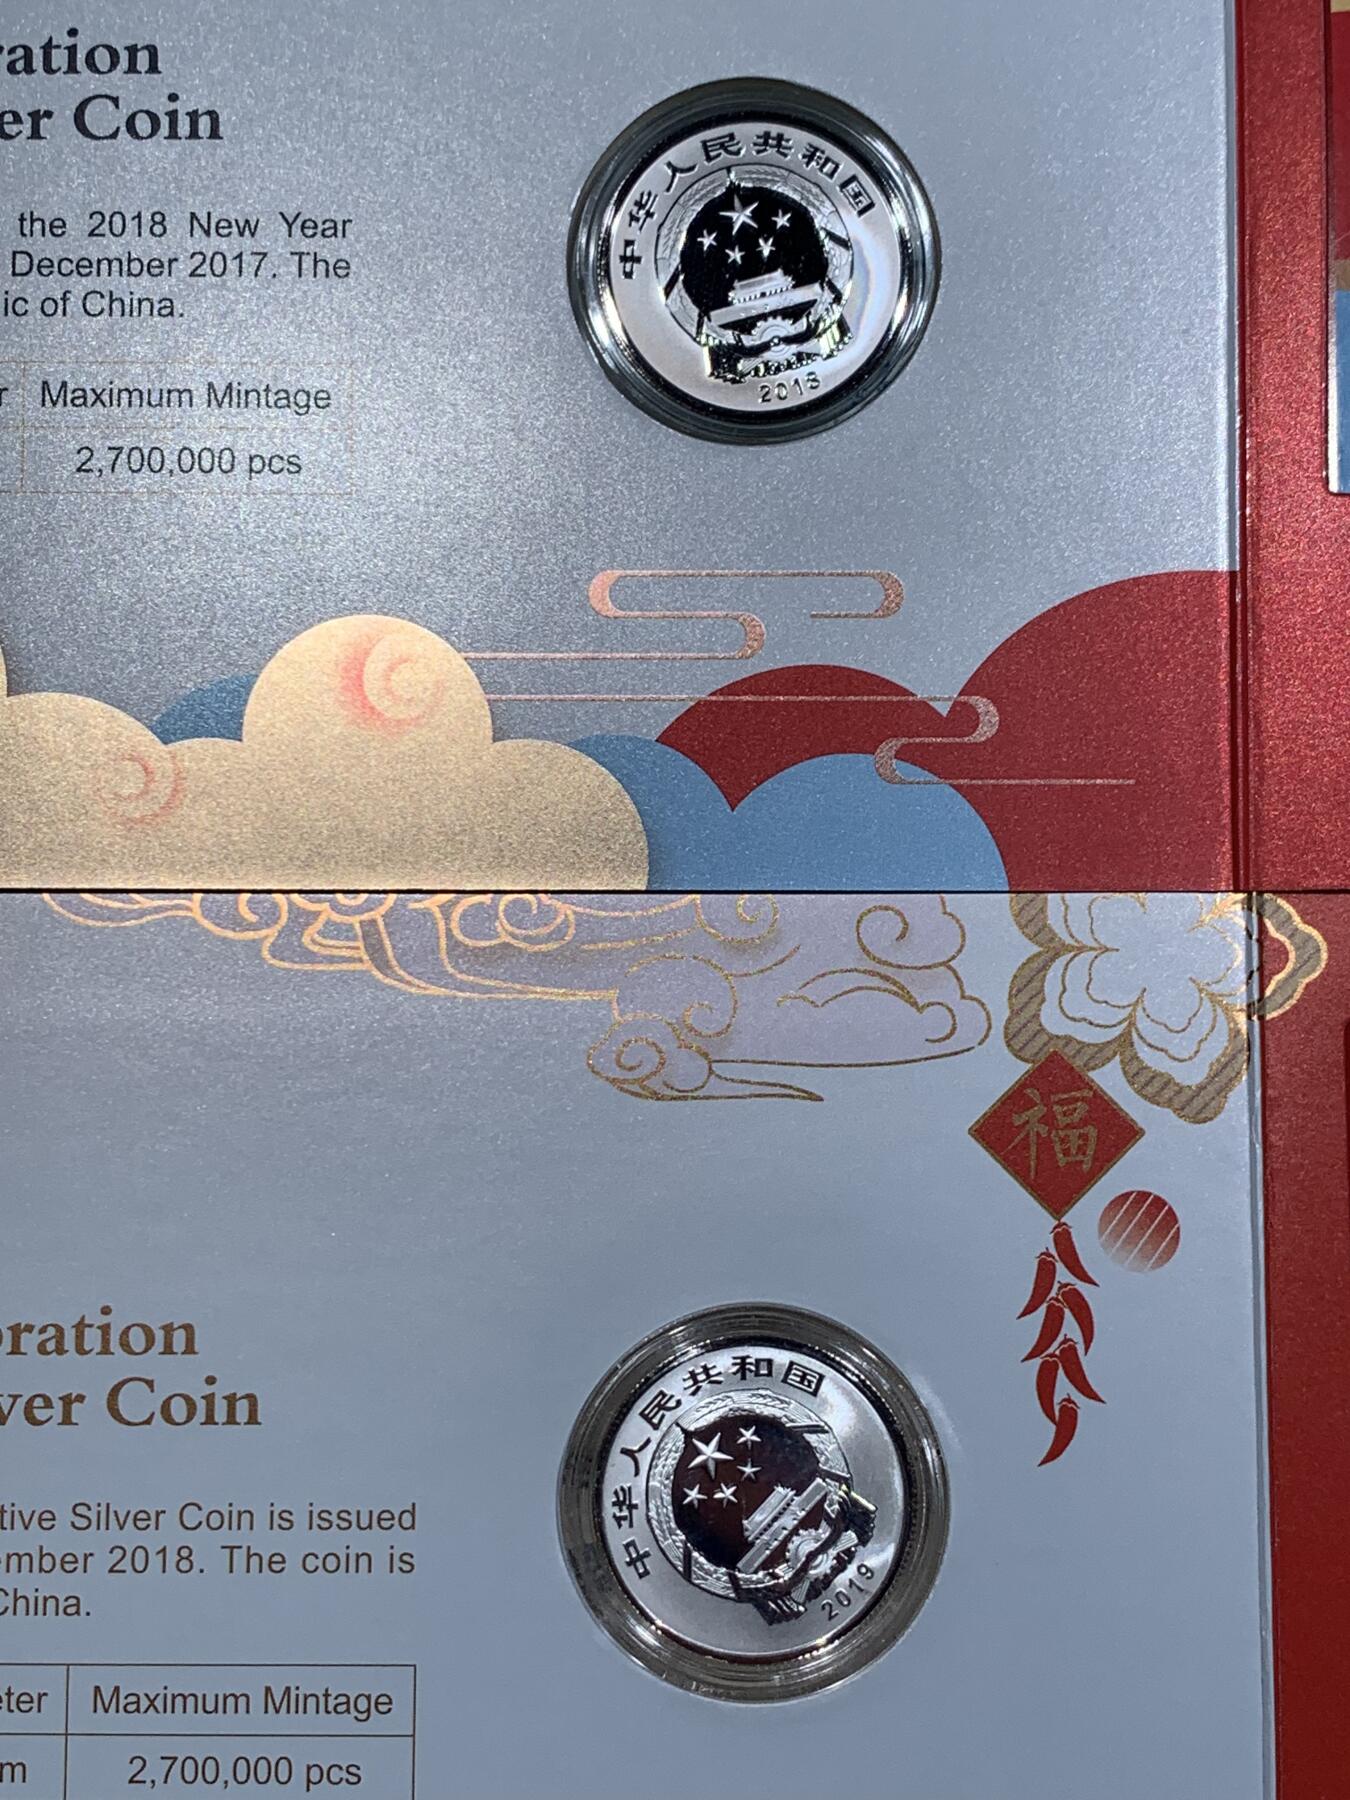 ration
er Coin
the 2018 New Year
December 2017. The
ic of China.
r Maximum Mintage
2,700,000 pcs
中华人民共和国
2018
福
oration
ver Coin
tive Silver Coin is issued
ember 2018. The coin is
China.
eter Maximum Mintage
m 2,700,000 pcs
中华人民共和国
2019